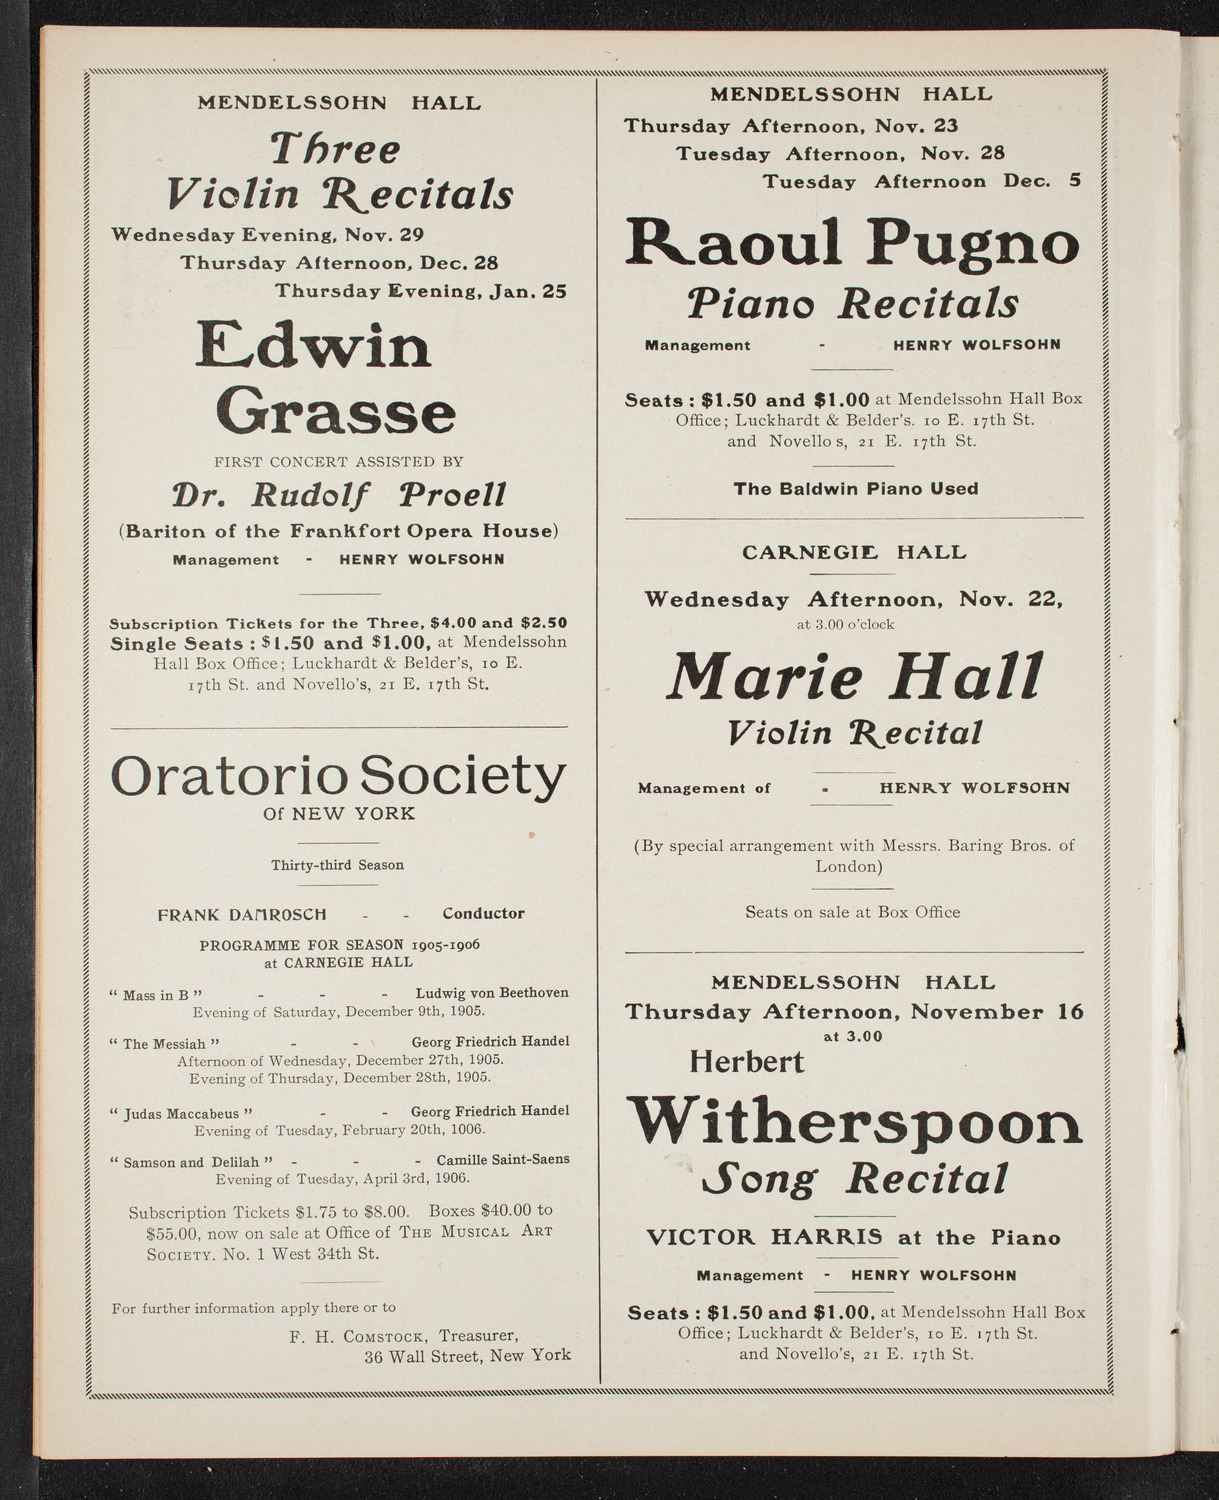 MENDELSSOHN HALL
Three
Violin Recitals
Wednesday Evening, Nov. 29
Thursday Afternoon, Dec. 28
Thursday Evening, Jan. 25
Edwin
Grasse
FIRST CONCERT ASSISTED BY
Dr. Rudolf Proell
(Bariton of the Frankfort Opera House)
Management - HENRY WOLFSOHN
Subscription Tickets for the Three, $4.00 and $2.50
Single Seats : $1.50 and $1.00, at Mendelssohn
Hall Box Office; Luckhardt & Belder's, 10 E.
17th St. and Novello's, 21 E. 17th St.
Oratorio Society
Of NEW YORK
Thirty-third Season
FRANK DAMROSCH - - Conductor
PROGRAMME FOR SEASON 1905-1906
at CARNEGIE HALL
“ Mass in B ” - - - Ludwig von Beethoven
Evening of Saturday, December 9th, 1905.
“ The Messiah ” - - Georg Friedrich Handel
Afternoon of Wednesday, December 27th, 1905.
Evening of Thursday, December 28th, 1905.
“ Judas Maccabeus ” - - Georg Friedrich Handel
Evening of Tuesday, February 20th, 1006.
“ Samson and Delilah ” - - - Camille Saint-Saens
Evening of Tuesday, April 3rd, 1906.
Subscription Tickets $1.75 to $8.00. Boxes $40.00 to
$55.00, now on sale at Office of THE MUSICAL ART
SOCIETY. No. 1 West 34th St.
For further information apply there or to
F. H. COMSTOCK, Treasurer,
36 Wall Street, New York
MENDELSSOHN HALL
Thursday Afternoon, Nov. 23
Tuesday Afternoon, Nov. 28
Tuesday Afternoon Dec. 5
Raoul Pugno
Piano Recitals
Management - HENRY WOLFSOHN
Seats : $1.50 and $1.00 at Mendelssohn Hall Box
Office; Luckhardt & Belder's. 10 E. 17th St.
and Novello s, 21 E. 17th St.
The Baldwin Piano Used
CARNEGIE HALL
Wednesday Afternoon, Nov. 22,
at 3.00 o'clock
Marie Hall
Violin Recital
Management of - HENRY WOLFSOHN
(By special arrangement with Messrs. Baring Bros. of
London)
Seats on sale at Box Office
MENDELSSOHN HALL
Thursday Afternoon, November 16
at 3.00
Herbert
Witherspoon
Song Recital
VICTOR HARRIS at the Piano
Management - HENRY WOLFSOHN
Seats : $1.50 and $1.00, at Mendelssohn Hall Box
Office; Luckhardt & Belder's, 10 E. 17th St.
and Novello's, 21 E. 17th St.